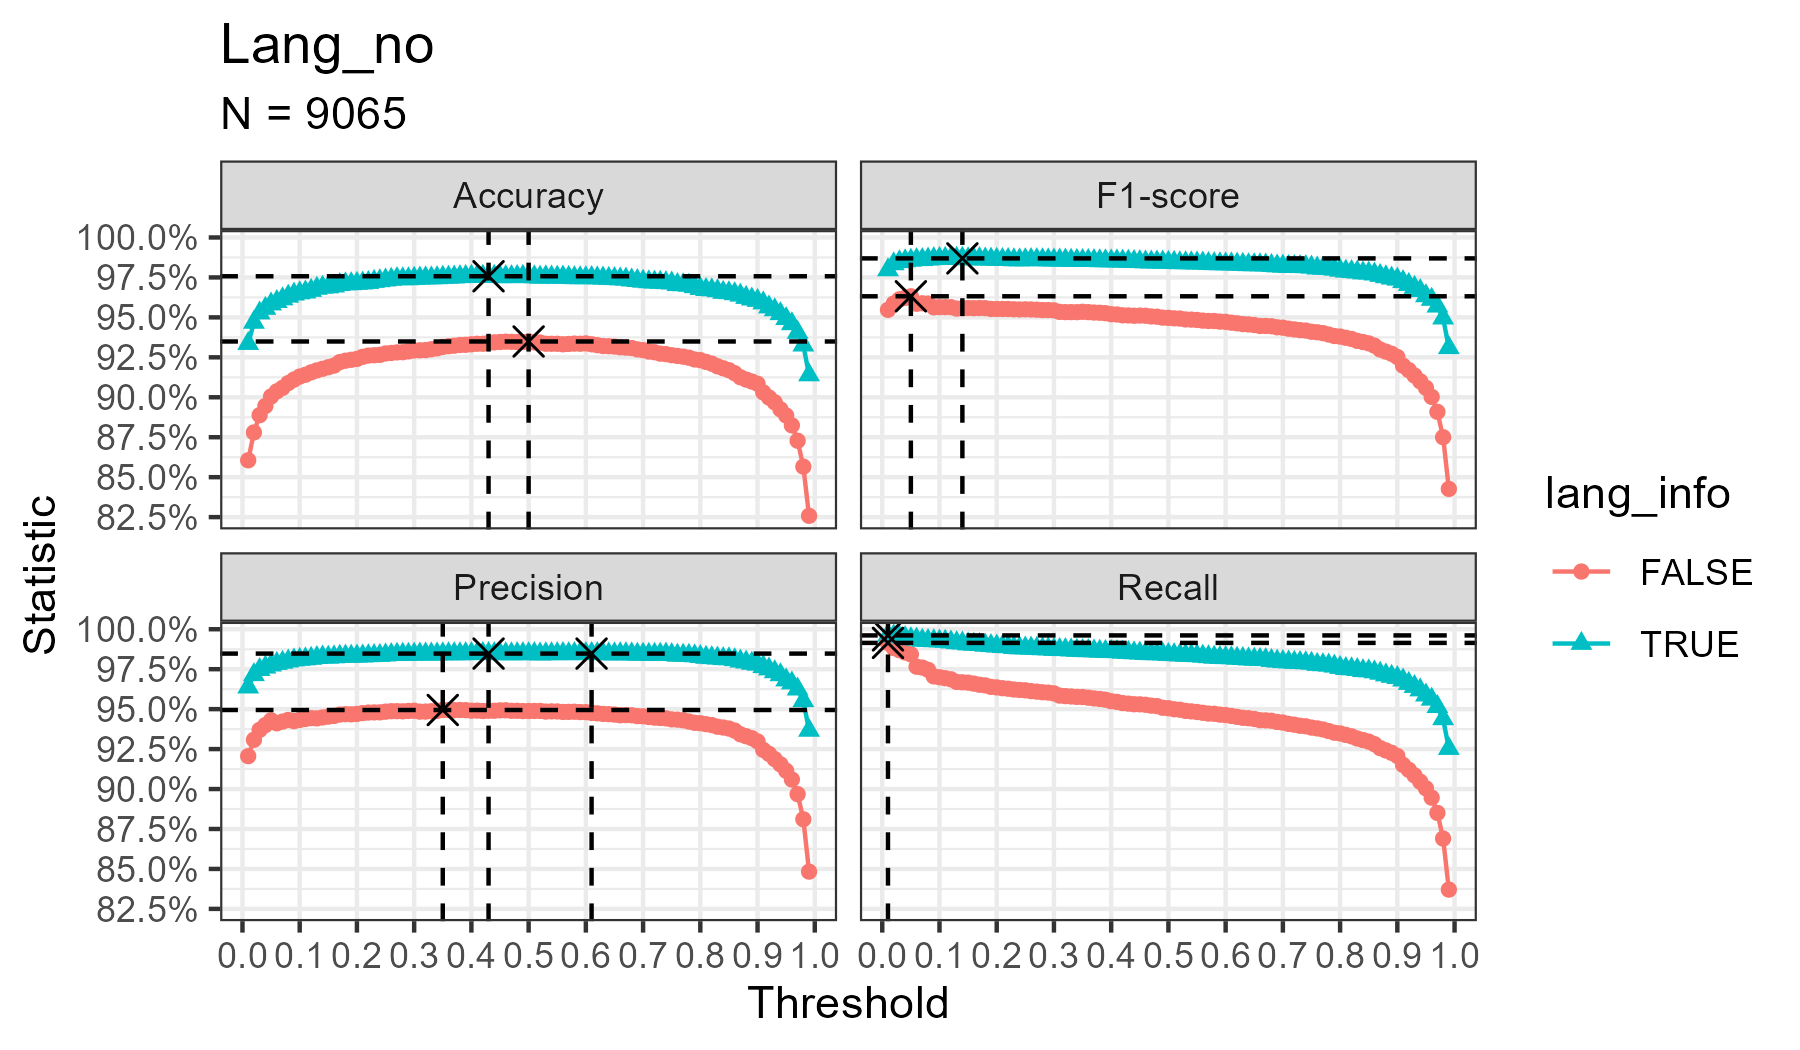 Lang_no
N = 9065
Accuracy
F1-score
100.0%
97.5%
95.0%
92.5%
90.0%
87.5%
85.0%
82.5%
Precision
Recall
100.0%
97.5%
95.0%
92.5%
90.0%
87.5%
85.0%
82.5%
0.0 0.1 0.2 0.3 0.4 0.5 0.6 0.7 0.8 0.9 1.0
0.0 0.1 0.2 0.3 0.4 0.5 0.6 0.7 0.8 0.9 1.0
Threshold
Statistic
lang_info
FALSE
TRUE